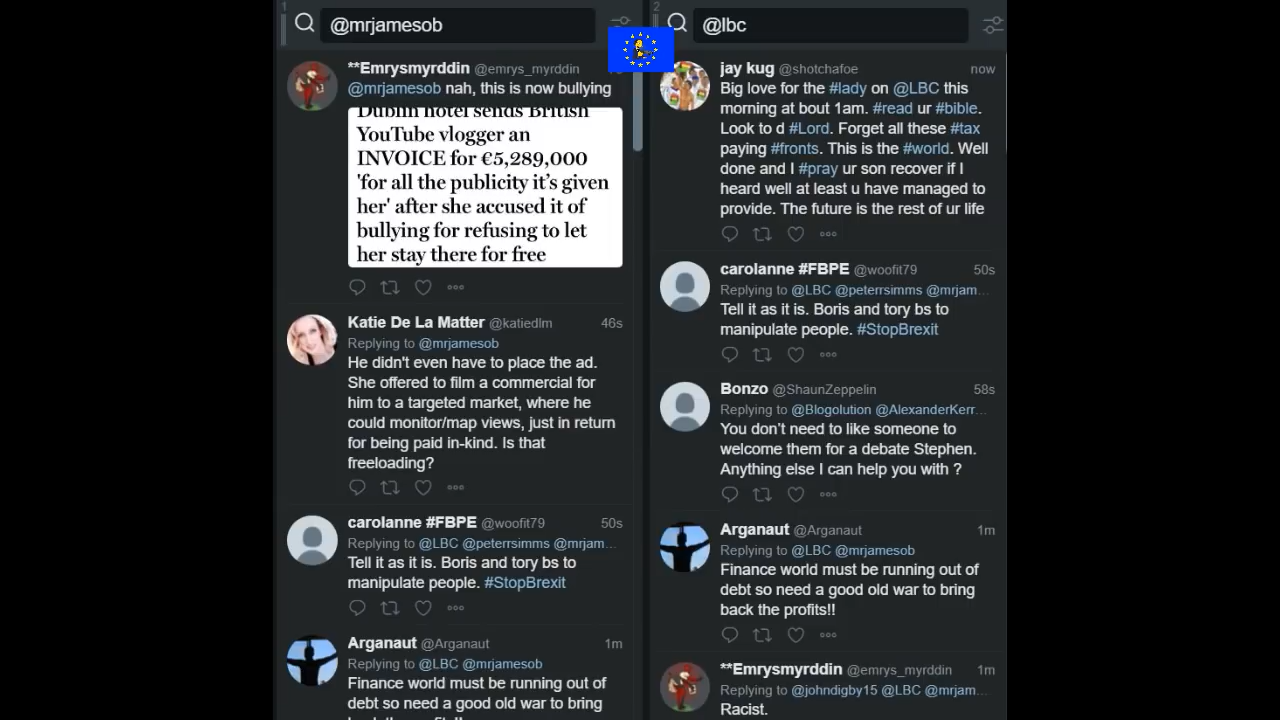 1
@mrjamesob
**Emrysmyrddin @emrys_myrddin
@mrjamesob nah, this is now bullying
Dublin hotel sends British
YouTube vlogger an
INVOICE for €5,289,000
'for all the publicity it’s given
her' after she accused it of
bullying for refusing to let
her stay there for free
Katie De La Matter @katiedlm 46s
Replying to @mrjamesob
He didn't even have to place the ad.
She offered to film a commercial for
him to a targeted market, where he
could monitor/map views, just in return
for being paid in-kind. Is that
freeloading?
carolanne #FBPE @woofit79 50s
Replying to @LBC @peterrsimms @mrjam...
Tell it as it is. Boris and tory bs to
manipulate people. #StopBrexit
Arganaut @Arganaut 1m
Replying to @LBC @mrjamesob
Finance world must be running out of
debt so need a good old war to bring
back the profits!!
2
@lbc
jay kug @shotchafoe now
Big love for the #lady on @LBC this
morning at bout 1am. #read ur #bible.
Look to d #Lord. Forget all these #tax
paying #fronts. This is the #world. Well
done and I #pray ur son recover if I
heard well at least u have managed to
provide. The future is the rest of ur life
carolanne #FBPE @woofit79 50s
Replying to @LBC @peterrsimms @mrjam...
Tell it as it is. Boris and tory bs to
manipulate people. #StopBrexit
Bonzo @ShaunZeppelin 58s
Replying to @Blogolution @AlexanderKerr...
You don’t need to like someone to
welcome them for a debate Stephen.
Anything else I can help you with ?
Arganaut @Arganaut 1m
Replying to @LBC @mrjamesob
Finance world must be running out of
debt so need a good old war to bring
back the profits!!
**Emrysmyrddin @emrys_myrddin 1m
Replying to @johndigby15 @LBC @mrjam...
Racist.